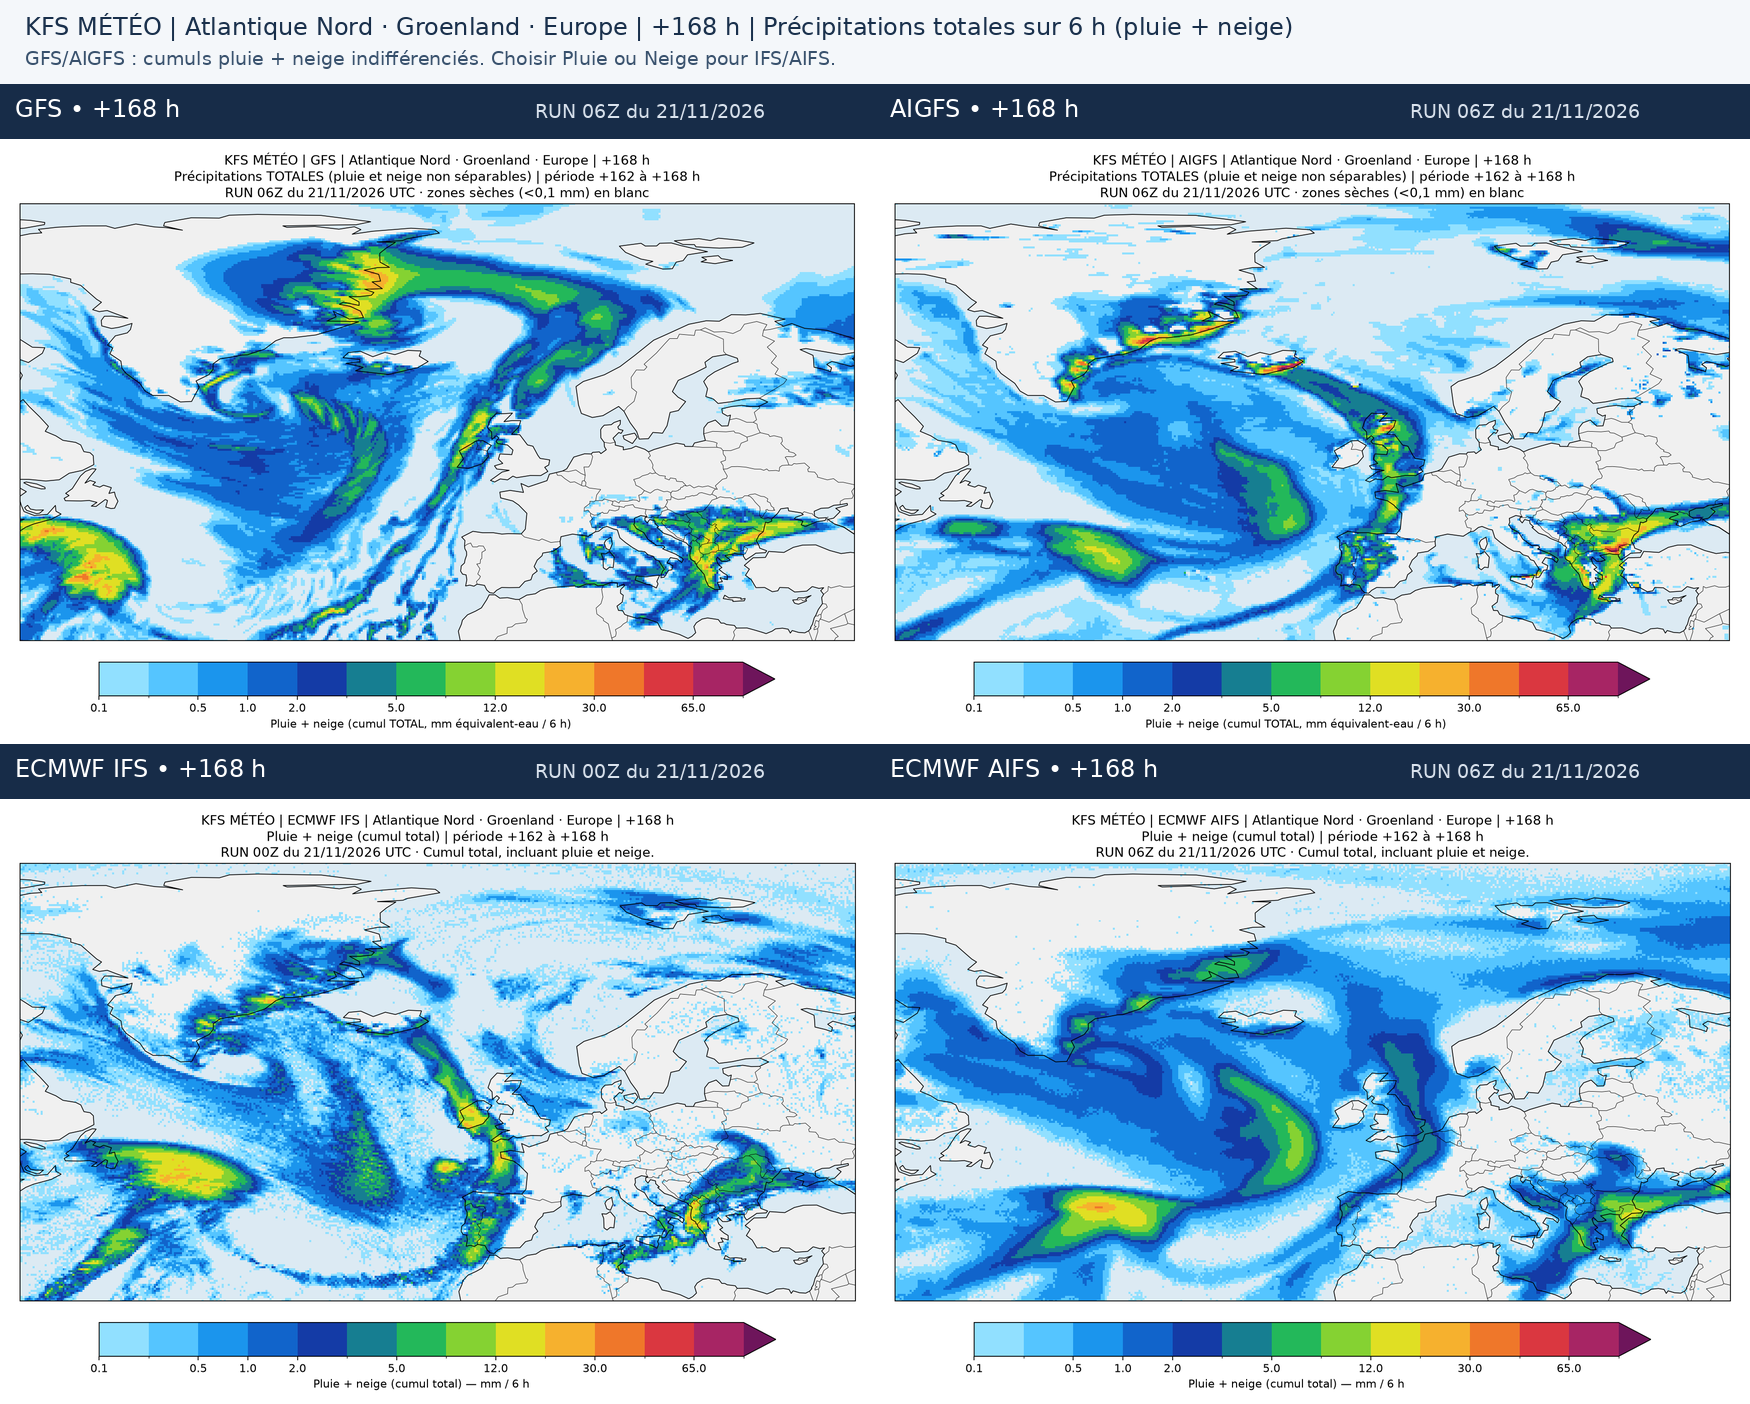 KFS MÉTÉO | Atlantique Nord · Groenland · Europe | +168 h | Précipitations totales sur 6 h (pluie + neige)
GFS/AIGFS : cumuls pluie + neige indifférenciés. Choisir Pluie ou Neige pour IFS/AIFS.
GFS • +168 h
RUN 06Z du 21/11/2026
AIGFS • +168 h
RUN 06Z du 21/11/2026
KFS MÉTÉO | GFS | Atlantique Nord · Groenland · Europe | +168 h
Précipitations TOTALES (pluie et neige non séparables) | période +162 à +168 h
RUN 06Z du 21/11/2026 UTC · zones sèches (<0,1 mm) en blanc
KFS MÉTÉO | AIGFS | Atlantique Nord · Groenland · Europe | +168 h
Précipitations TOTALES (pluie et neige non séparables) | période +162 à +168 h
RUN 06Z du 21/11/2026 UTC · zones sèches (<0,1 mm) en blanc
0.1 0.5 1.0 2.0 5.0 12.0 30.0 65.0
Pluie + neige (cumul TOTAL, mm équivalent-eau / 6 h)
0.1 0.5 1.0 2.0 5.0 12.0 30.0 65.0
Pluie + neige (cumul TOTAL, mm équivalent-eau / 6 h)
ECMWF IFS • +168 h
RUN 00Z du 21/11/2026
ECMWF AIFS • +168 h
RUN 06Z du 21/11/2026
KFS MÉTÉO | ECMWF IFS | Atlantique Nord · Groenland · Europe | +168 h
Pluie + neige (cumul total) | période +162 à +168 h
RUN 00Z du 21/11/2026 UTC · Cumul total, incluant pluie et neige.
KFS MÉTÉO | ECMWF AIFS | Atlantique Nord · Groenland · Europe | +168 h
Pluie + neige (cumul total) | période +162 à +168 h
RUN 06Z du 21/11/2026 UTC · Cumul total, incluant pluie et neige.
0.1 0.5 1.0 2.0 5.0 12.0 30.0 65.0
Pluie + neige (cumul total) — mm / 6 h
0.1 0.5 1.0 2.0 5.0 12.0 30.0 65.0
Pluie + neige (cumul total) — mm / 6 h